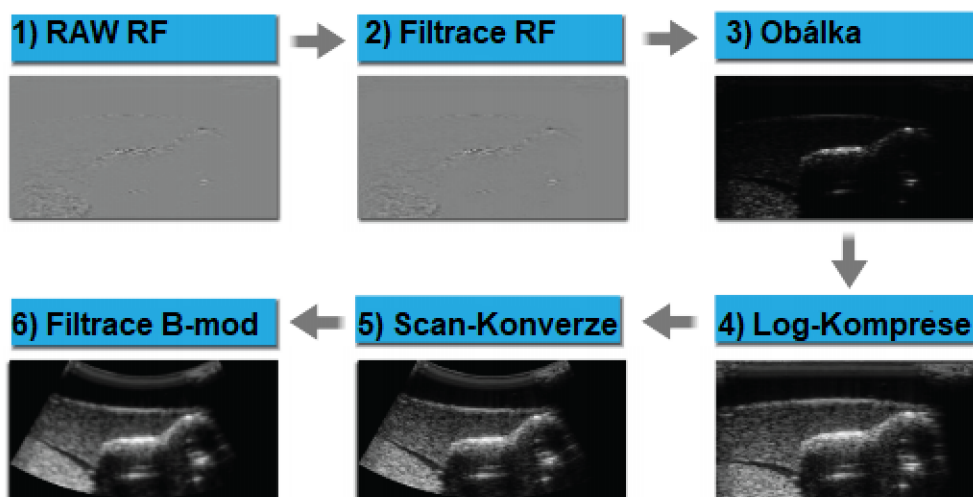 1) RAW RF
2) Filtrace RF
3) Obálka
4) Log-Komprese
5) Scan-Konverze
6) Filtrace B-mod